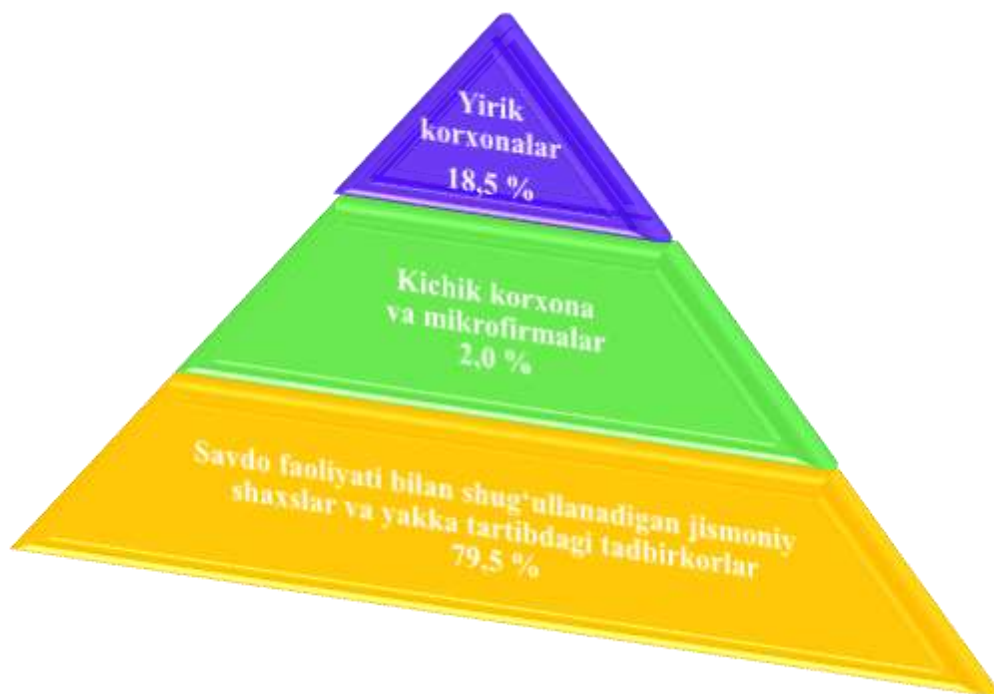 Yirik
korxonalar
18,5 %
Kichik korxona
va mikrofirmalar
2,0 %
Savdo faoliyati bilan shug‘ullanadigan jismoniy
shaxslar va yakka tartibdagi tadbirkorlar
79,5 %